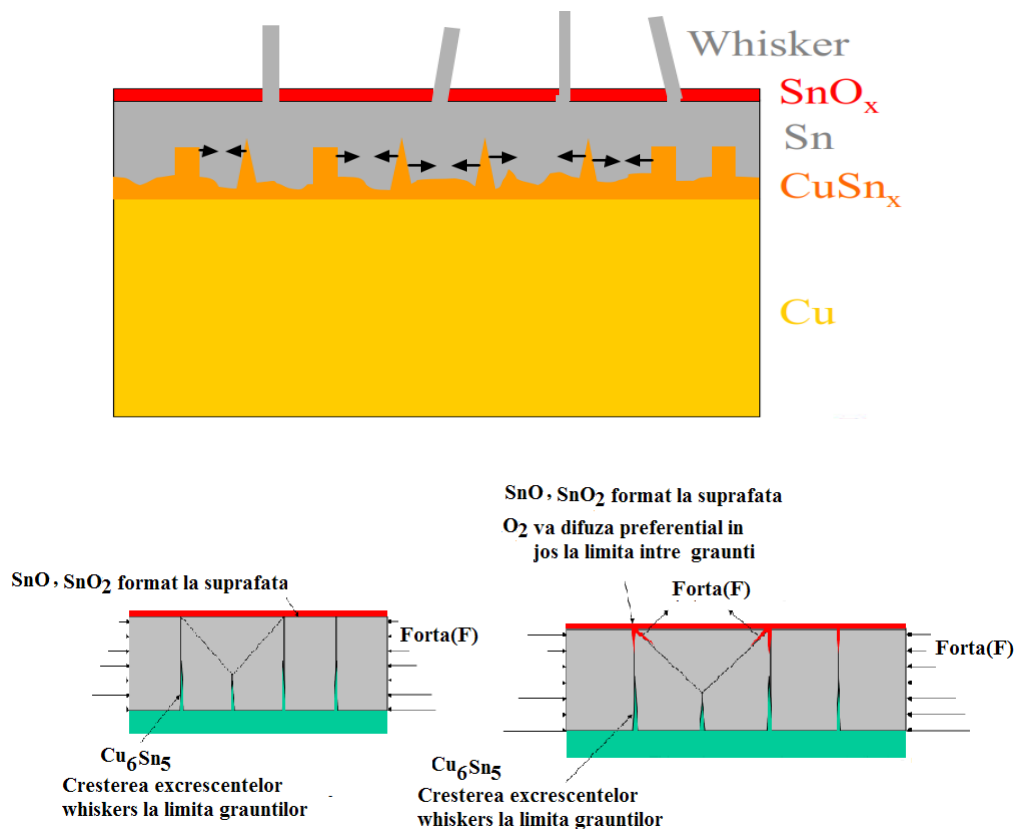 Whisker
SnOx
Sn
CuSnx
Cu
SnO, SnO2 format la suprafata
O2 va difuza preferential in
jos la limita intre graunti
Forta(F)
Forta(F)
Cu6Sn5
Cresterea excrescentelor
whiskers la limita grauntilor
SnO, SnO2 format la suprafata
Forta(F)
Cu6Sn5
Cresterea excrescentelor
whiskers la limita grauntilor